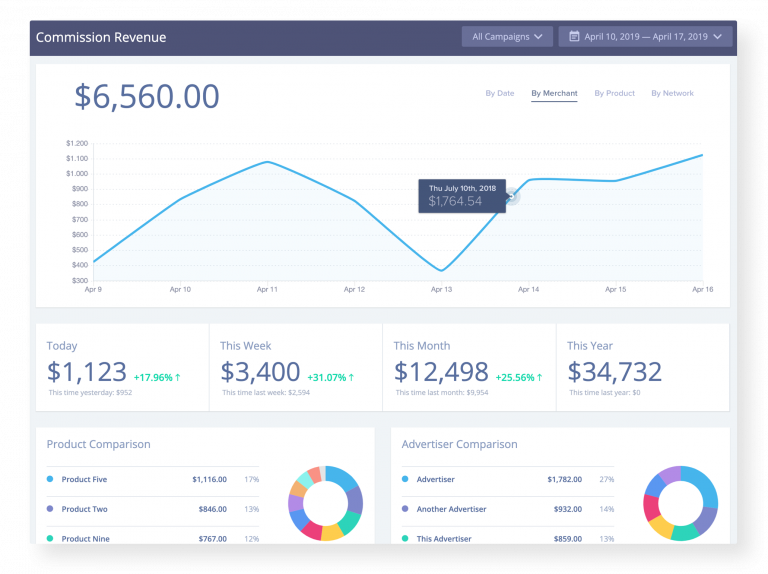 Commission Revenue
All Campaigns
April 10, 2019 — April 17, 2019
$6,560.00
By Date By Merchant By Product By Network
$1.200
$1.100
$1.000
$900
$800
$700
$600
$500
$400
$300
Thu July 10th, 2018
$1,764.54
Apr 9 Apr 10 Apr 11 Apr 12 Apr 13 Apr 14 Apr 15 Apr 16
Today
$1,123 +17.96%↑
This time yesterday: $952
This Week
$3,400 +31.07%↑
This time last week: $2,594
This Month
$12,498 +25.56%↑
This time last month: $9,954
This Year
$34,732
This time last year: $0
Product Comparison
Product Five $1,116.00 17%
Product Two $846.00 13%
Product Nine $767.00 12%
Advertiser Comparison
Advertiser $1,782.00 27%
Another Advertiser $932.00 14%
This Advertiser $859.00 13%